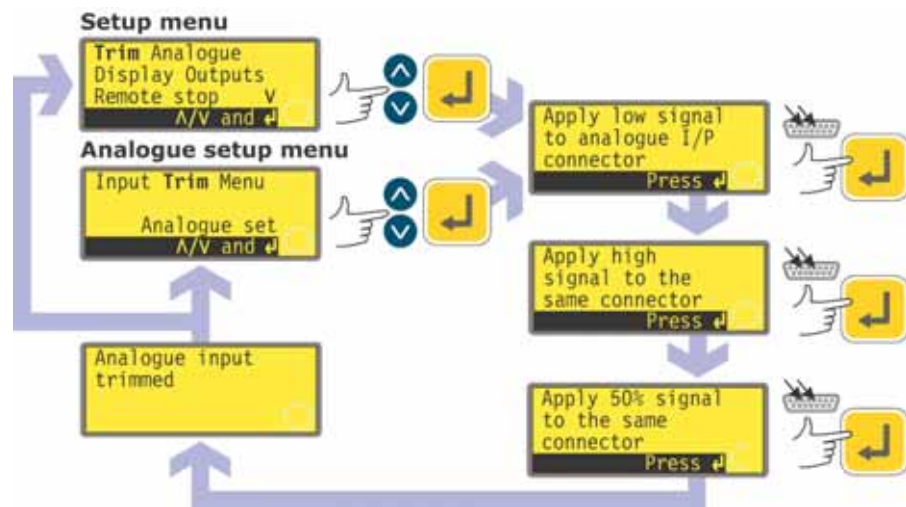 Setup menu
Trim Analogue
Display Outputs
Remote stop V
Λ/V and ↲
Analogue setup menu
Input Trim Menu
Analogue set
Λ/V and ↲
Apply low signal
to analogue I/P
connector
Press ↲
Apply high
signal to the
same connector
Press ↲
Apply 50% signal
to the same
connector
Press ↲
Analogue input
trimmed